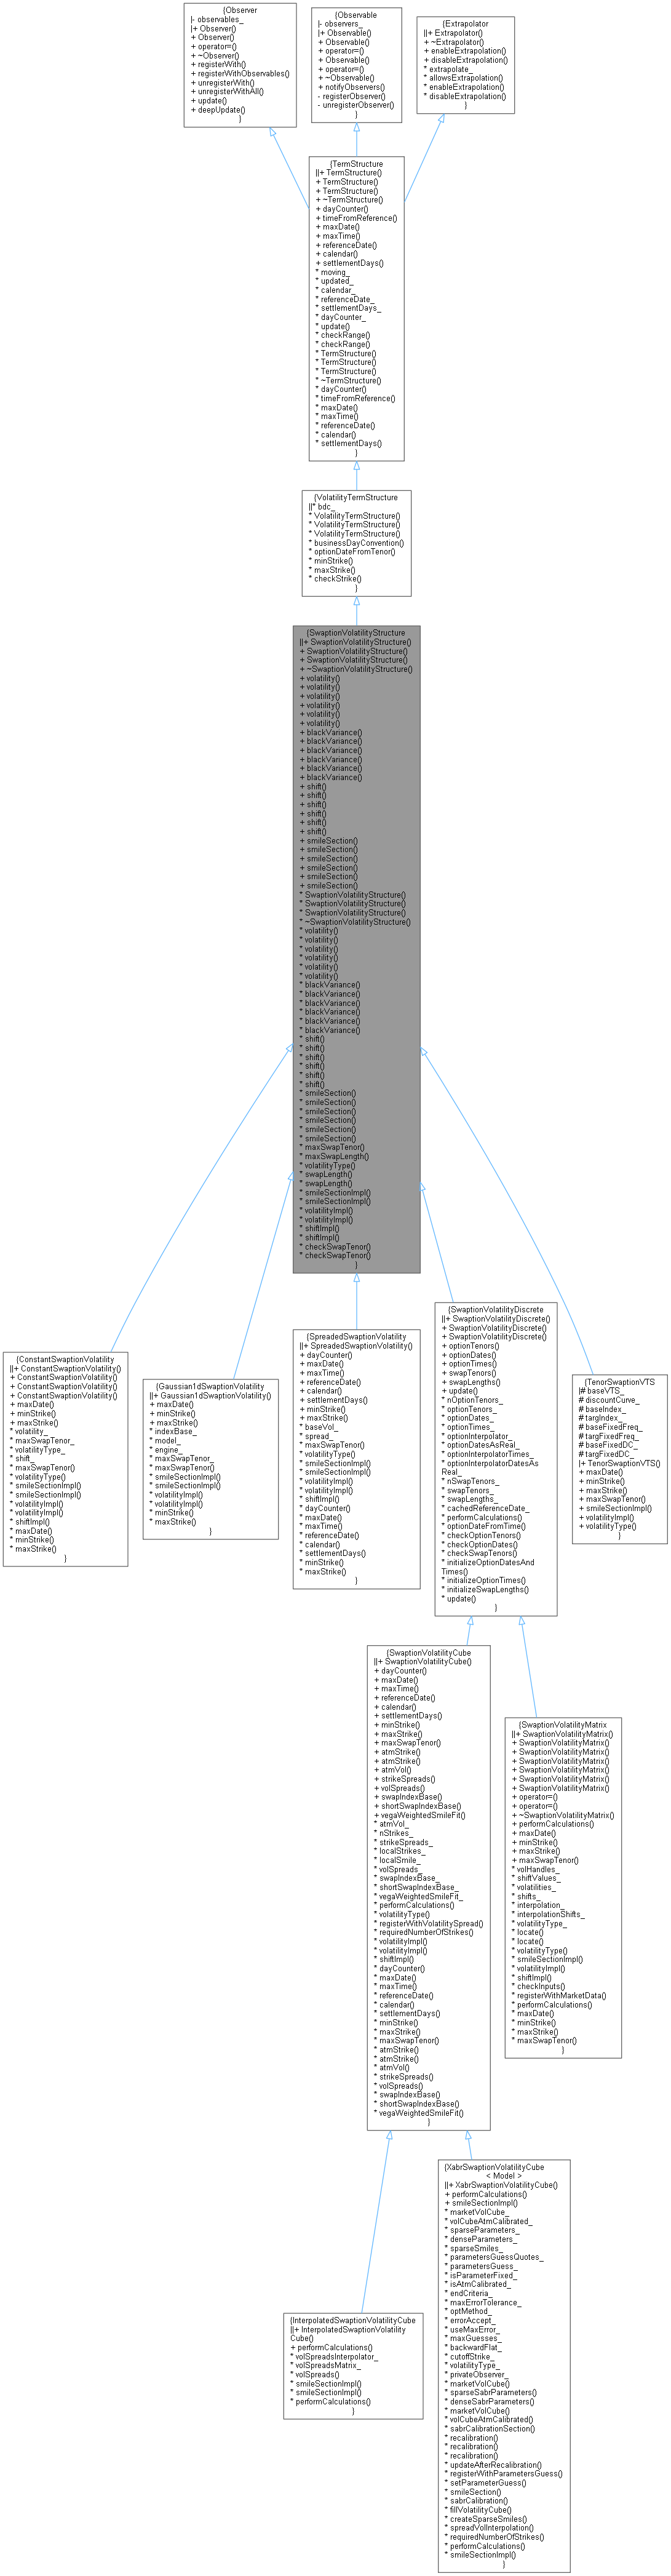 {Observer
|- observables_
|+ Observer()
+ Observer()
+ operator=()
+ ~Observer()
+ registerWith()
+ registerWithObservables()
+ unregisterWith()
+ unregisterWithAll()
+ update()
+ deepUpdate()
}
{Observable
|- observers_
|+ Observable()
+ Observable()
+ operator=()
+ Observable()
+ operator=()
+ ~Observable()
+ notifyObservers()
- registerObserver()
- unregisterObserver()
}
{Extrapolator
||+ Extrapolator()
+ ~Extrapolator()
+ enableExtrapolation()
+ disableExtrapolation()
* extrapolate_
* allowsExtrapolation()
* enableExtrapolation()
* disableExtrapolation()
}
{TermStructure
||+ TermStructure()
+ TermStructure()
+ TermStructure()
+ ~TermStructure()
+ dayCounter()
+ timeFromReference()
+ maxDate()
+ maxTime()
+ referenceDate()
+ calendar()
+ settlementDays()
* moving_
* updated_
* calendar_
* referenceDate_
* settlementDays_
* dayCounter_
* update()
* checkRange()
* checkRange()
* TermStructure()
* TermStructure()
* TermStructure()
* ~TermStructure()
* dayCounter()
* timeFromReference()
* maxDate()
* maxTime()
* referenceDate()
* calendar()
* settlementDays()
}
{VolatilityTermStructure
||* bdc_
* VolatilityTermStructure()
* VolatilityTermStructure()
* VolatilityTermStructure()
* businessDayConvention()
* optionDateFromTenor()
* minStrike()
* maxStrike()
* checkStrike()
}
{SwaptionVolatilityStructure
||+ SwaptionVolatilityStructure()
+ SwaptionVolatilityStructure()
+ SwaptionVolatilityStructure()
+ ~SwaptionVolatilityStructure()
+ volatility()
+ volatility()
+ volatility()
+ volatility()
+ volatility()
+ volatility()
+ blackVariance()
+ blackVariance()
+ blackVariance()
+ blackVariance()
+ blackVariance()
+ blackVariance()
+ shift()
+ shift()
+ shift()
+ shift()
+ shift()
+ shift()
+ smileSection()
+ smileSection()
+ smileSection()
+ smileSection()
+ smileSection()
+ smileSection()
* SwaptionVolatilityStructure()
* SwaptionVolatilityStructure()
* SwaptionVolatilityStructure()
* ~SwaptionVolatilityStructure()
* volatility()
* volatility()
* volatility()
* volatility()
* volatility()
* volatility()
* blackVariance()
* blackVariance()
* blackVariance()
* blackVariance()
* blackVariance()
* blackVariance()
* shift()
* shift()
* shift()
* shift()
* shift()
* shift()
* smileSection()
* smileSection()
* smileSection()
* smileSection()
* smileSection()
* smileSection()
* maxSwapTenor()
* maxSwapLength()
* volatilityType()
* swapLength()
* swapLength()
* smileSectionImpl()
* smileSectionImpl()
* volatilityImpl()
* volatilityImpl()
* shiftImpl()
* shiftImpl()
* checkSwapTenor()
* checkSwapTenor()
}
{ConstantSwaptionVolatility
||+ ConstantSwaptionVolatility()
+ ConstantSwaptionVolatility()
+ ConstantSwaptionVolatility()
+ ConstantSwaptionVolatility()
+ maxDate()
+ minStrike()
+ maxStrike()
* volatility_
* maxSwapTenor_
* volatilityType_
* shift_
* maxSwapTenor()
* volatilityType()
* smileSectionImpl()
* smileSectionImpl()
* volatilityImpl()
* volatilityImpl()
* shiftImpl()
* maxDate()
* minStrike()
* maxStrike()
}
{Gaussian1dSwaptionVolatility
||+ Gaussian1dSwaptionVolatility()
+ maxDate()
+ minStrike()
+ maxStrike()
* indexBase_
* model_
* engine_
* maxSwapTenor_
* maxSwapTenor()
* smileSectionImpl()
* smileSectionImpl()
* volatilityImpl()
* volatilityImpl()
* minStrike()
* maxStrike()
}
{SpreadedSwaptionVolatility
||+ SpreadedSwaptionVolatility()
+ dayCounter()
+ maxDate()
+ maxTime()
+ referenceDate()
+ calendar()
+ settlementDays()
+ minStrike()
+ maxStrike()
* baseVol_
* spread_
* maxSwapTenor()
* volatilityType()
* smileSectionImpl()
* smileSectionImpl()
* volatilityImpl()
* volatilityImpl()
* shiftImpl()
* dayCounter()
* maxDate()
* maxTime()
* referenceDate()
* calendar()
* settlementDays()
* minStrike()
* maxStrike()
}
{SwaptionVolatilityDiscrete
||+ SwaptionVolatilityDiscrete()
+ SwaptionVolatilityDiscrete()
+ SwaptionVolatilityDiscrete()
+ optionTenors()
+ optionDates()
+ optionTimes()
+ swapTenors()
+ swapLengths()
+ update()
* nOptionTenors_
* optionTenors_
* optionDates_
* optionTimes_
* optionInterpolator_
* optionDatesAsReal_
* optionInterpolatorTimes_
* optionInterpolatorDatesAs
Real_
* nSwapTenors_
* swapTenors_
* swapLengths_
* cachedReferenceDate_
* performCalculations()
* optionDateFromTime()
* checkOptionTenors()
* checkOptionDates()
* checkSwapTenors()
* initializeOptionDatesAnd
Times()
* initializeOptionTimes()
* initializeSwapLengths()
* update()
}
{TenorSwaptionVTS
|# baseVTS_
# discountCurve_
# baseIndex_
# targIndex_
# baseFixedFreq_
# targFixedFreq_
# baseFixedDC_
# targFixedDC_
|+ TenorSwaptionVTS()
+ maxDate()
+ minStrike()
+ maxStrike()
+ maxSwapTenor()
+ smileSectionImpl()
+ volatilityImpl()
+ volatilityType()
}
{SwaptionVolatilityCube
||+ SwaptionVolatilityCube()
+ dayCounter()
+ maxDate()
+ maxTime()
+ referenceDate()
+ calendar()
+ settlementDays()
+ minStrike()
+ maxStrike()
+ maxSwapTenor()
+ atmStrike()
+ atmStrike()
+ atmVol()
+ strikeSpreads()
+ volSpreads()
+ swapIndexBase()
+ shortSwapIndexBase()
+ vegaWeightedSmileFit()
* atmVol_
* nStrikes_
* strikeSpreads_
* localStrikes_
* localSmile_
* volSpreads_
* swapIndexBase_
* shortSwapIndexBase_
* vegaWeightedSmileFit_
* performCalculations()
* volatilityType()
* registerWithVolatilitySpread()
* requiredNumberOfStrikes()
* volatilityImpl()
* volatilityImpl()
* shiftImpl()
* dayCounter()
* maxDate()
* maxTime()
* referenceDate()
* calendar()
* settlementDays()
* minStrike()
* maxStrike()
* maxSwapTenor()
* atmStrike()
* atmStrike()
* atmVol()
* strikeSpreads()
* volSpreads()
* swapIndexBase()
* shortSwapIndexBase()
* vegaWeightedSmileFit()
}
{SwaptionVolatilityMatrix
||+ SwaptionVolatilityMatrix()
+ SwaptionVolatilityMatrix()
+ SwaptionVolatilityMatrix()
+ SwaptionVolatilityMatrix()
+ SwaptionVolatilityMatrix()
+ SwaptionVolatilityMatrix()
+ SwaptionVolatilityMatrix()
+ operator=()
+ operator=()
+ ~SwaptionVolatilityMatrix()
+ performCalculations()
+ maxDate()
+ minStrike()
+ maxStrike()
+ maxSwapTenor()
* volHandles_
* shiftValues_
* volatilities_
* shifts_
* interpolation_
* interpolationShifts_
* volatilityType_
* locate()
* locate()
* volatilityType()
* smileSectionImpl()
* volatilityImpl()
* shiftImpl()
* checkInputs()
* registerWithMarketData()
* performCalculations()
* maxDate()
* minStrike()
* maxStrike()
* maxSwapTenor()
}
{InterpolatedSwaptionVolatilityCube
||+ InterpolatedSwaptionVolatility
Cube()
+ performCalculations()
* volSpreadsInterpolator_
* volSpreadsMatrix_
* volSpreads()
* smileSectionImpl()
* smileSectionImpl()
* performCalculations()
}
{XabrSwaptionVolatilityCube
< Model >
||+ XabrSwaptionVolatilityCube()
+ performCalculations()
+ smileSectionImpl()
* marketVolCube_
* volCubeAtmCalibrated_
* sparseParameters_
* denseParameters_
* sparseSmiles_
* parametersGuessQuotes_
* parametersGuess_
* isParameterFixed_
* isAtmCalibrated_
* endCriteria_
* maxErrorTolerance_
* optMethod_
* errorAccept_
* useMaxError_
* maxGuesses_
* backwardFlat_
* cutoffStrike_
* volatilityType_
* privateObserver_
* marketVolCube()
* sparseSabrParameters()
* denseSabrParameters()
* marketVolCube()
* volCubeAtmCalibrated()
* sabrCalibrationSection()
* recalibration()
* recalibration()
* recalibration()
* updateAfterRecalibration()
* registerWithParametersGuess()
* setParameterGuess()
* smileSection()
* sabrCalibration()
* fillVolatilityCube()
* createSparseSmiles()
* spreadVolInterpolation()
* requiredNumberOfStrikes()
* performCalculations()
* smileSectionImpl()
}